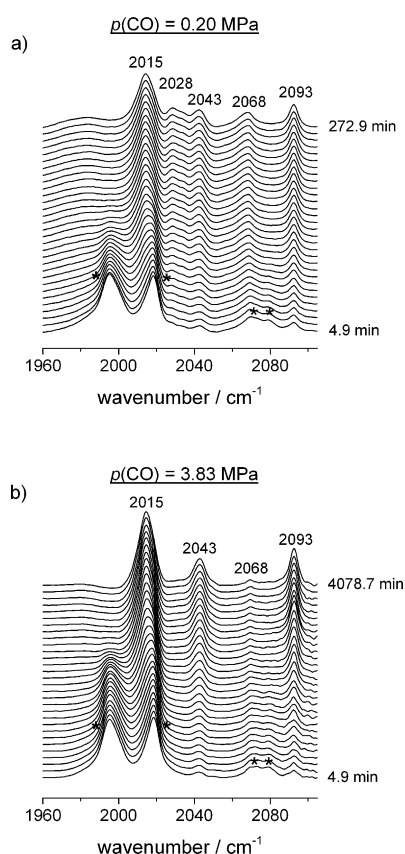 p(CO) = 0.20 MPa
a)
2015
2028
2043
2068
2093
272.9 min
* *
* *
4.9 min
1960 2000 2040 2080
wavenumber / cm-1
p(CO) = 3.83 MPa
b)
2015
2043
2068
2093
4078.7 min
* *
* *
4.9 min
1960 2000 2040 2080
wavenumber / cm-1